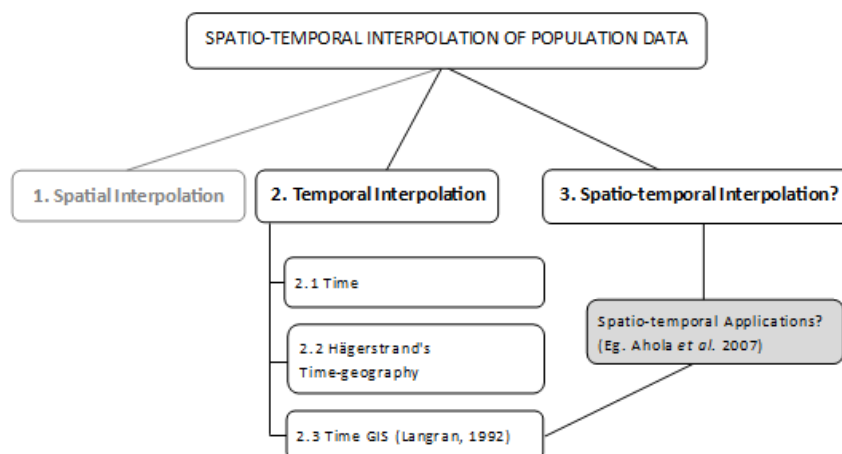 SPATIO-TEMPORAL INTERPOLATION OF POPULATION DATA
1. Spatial Interpolation
2. Temporal Interpolation
3. Spatio-temporal Interpolation?
2.1 Time
2.2 Hägerstrand's
Time-geography
2.3 Time GIS (Langran, 1992)
Spatio-temporal Applications?
(Eg. Ahola et al. 2007)